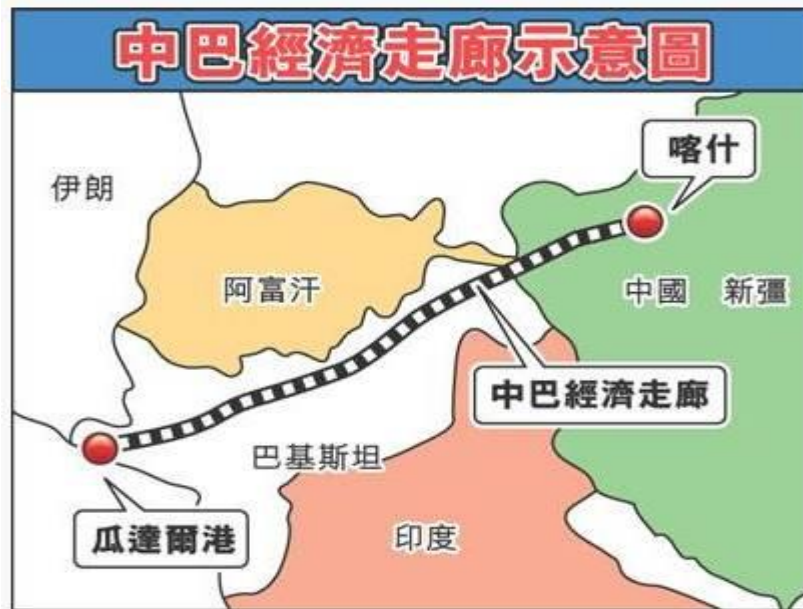 中巴經濟走廊示意圖
喀什
伊朗
阿富汗
中國 新疆
中巴經濟走廊
巴基斯坦
瓜達爾港
印度